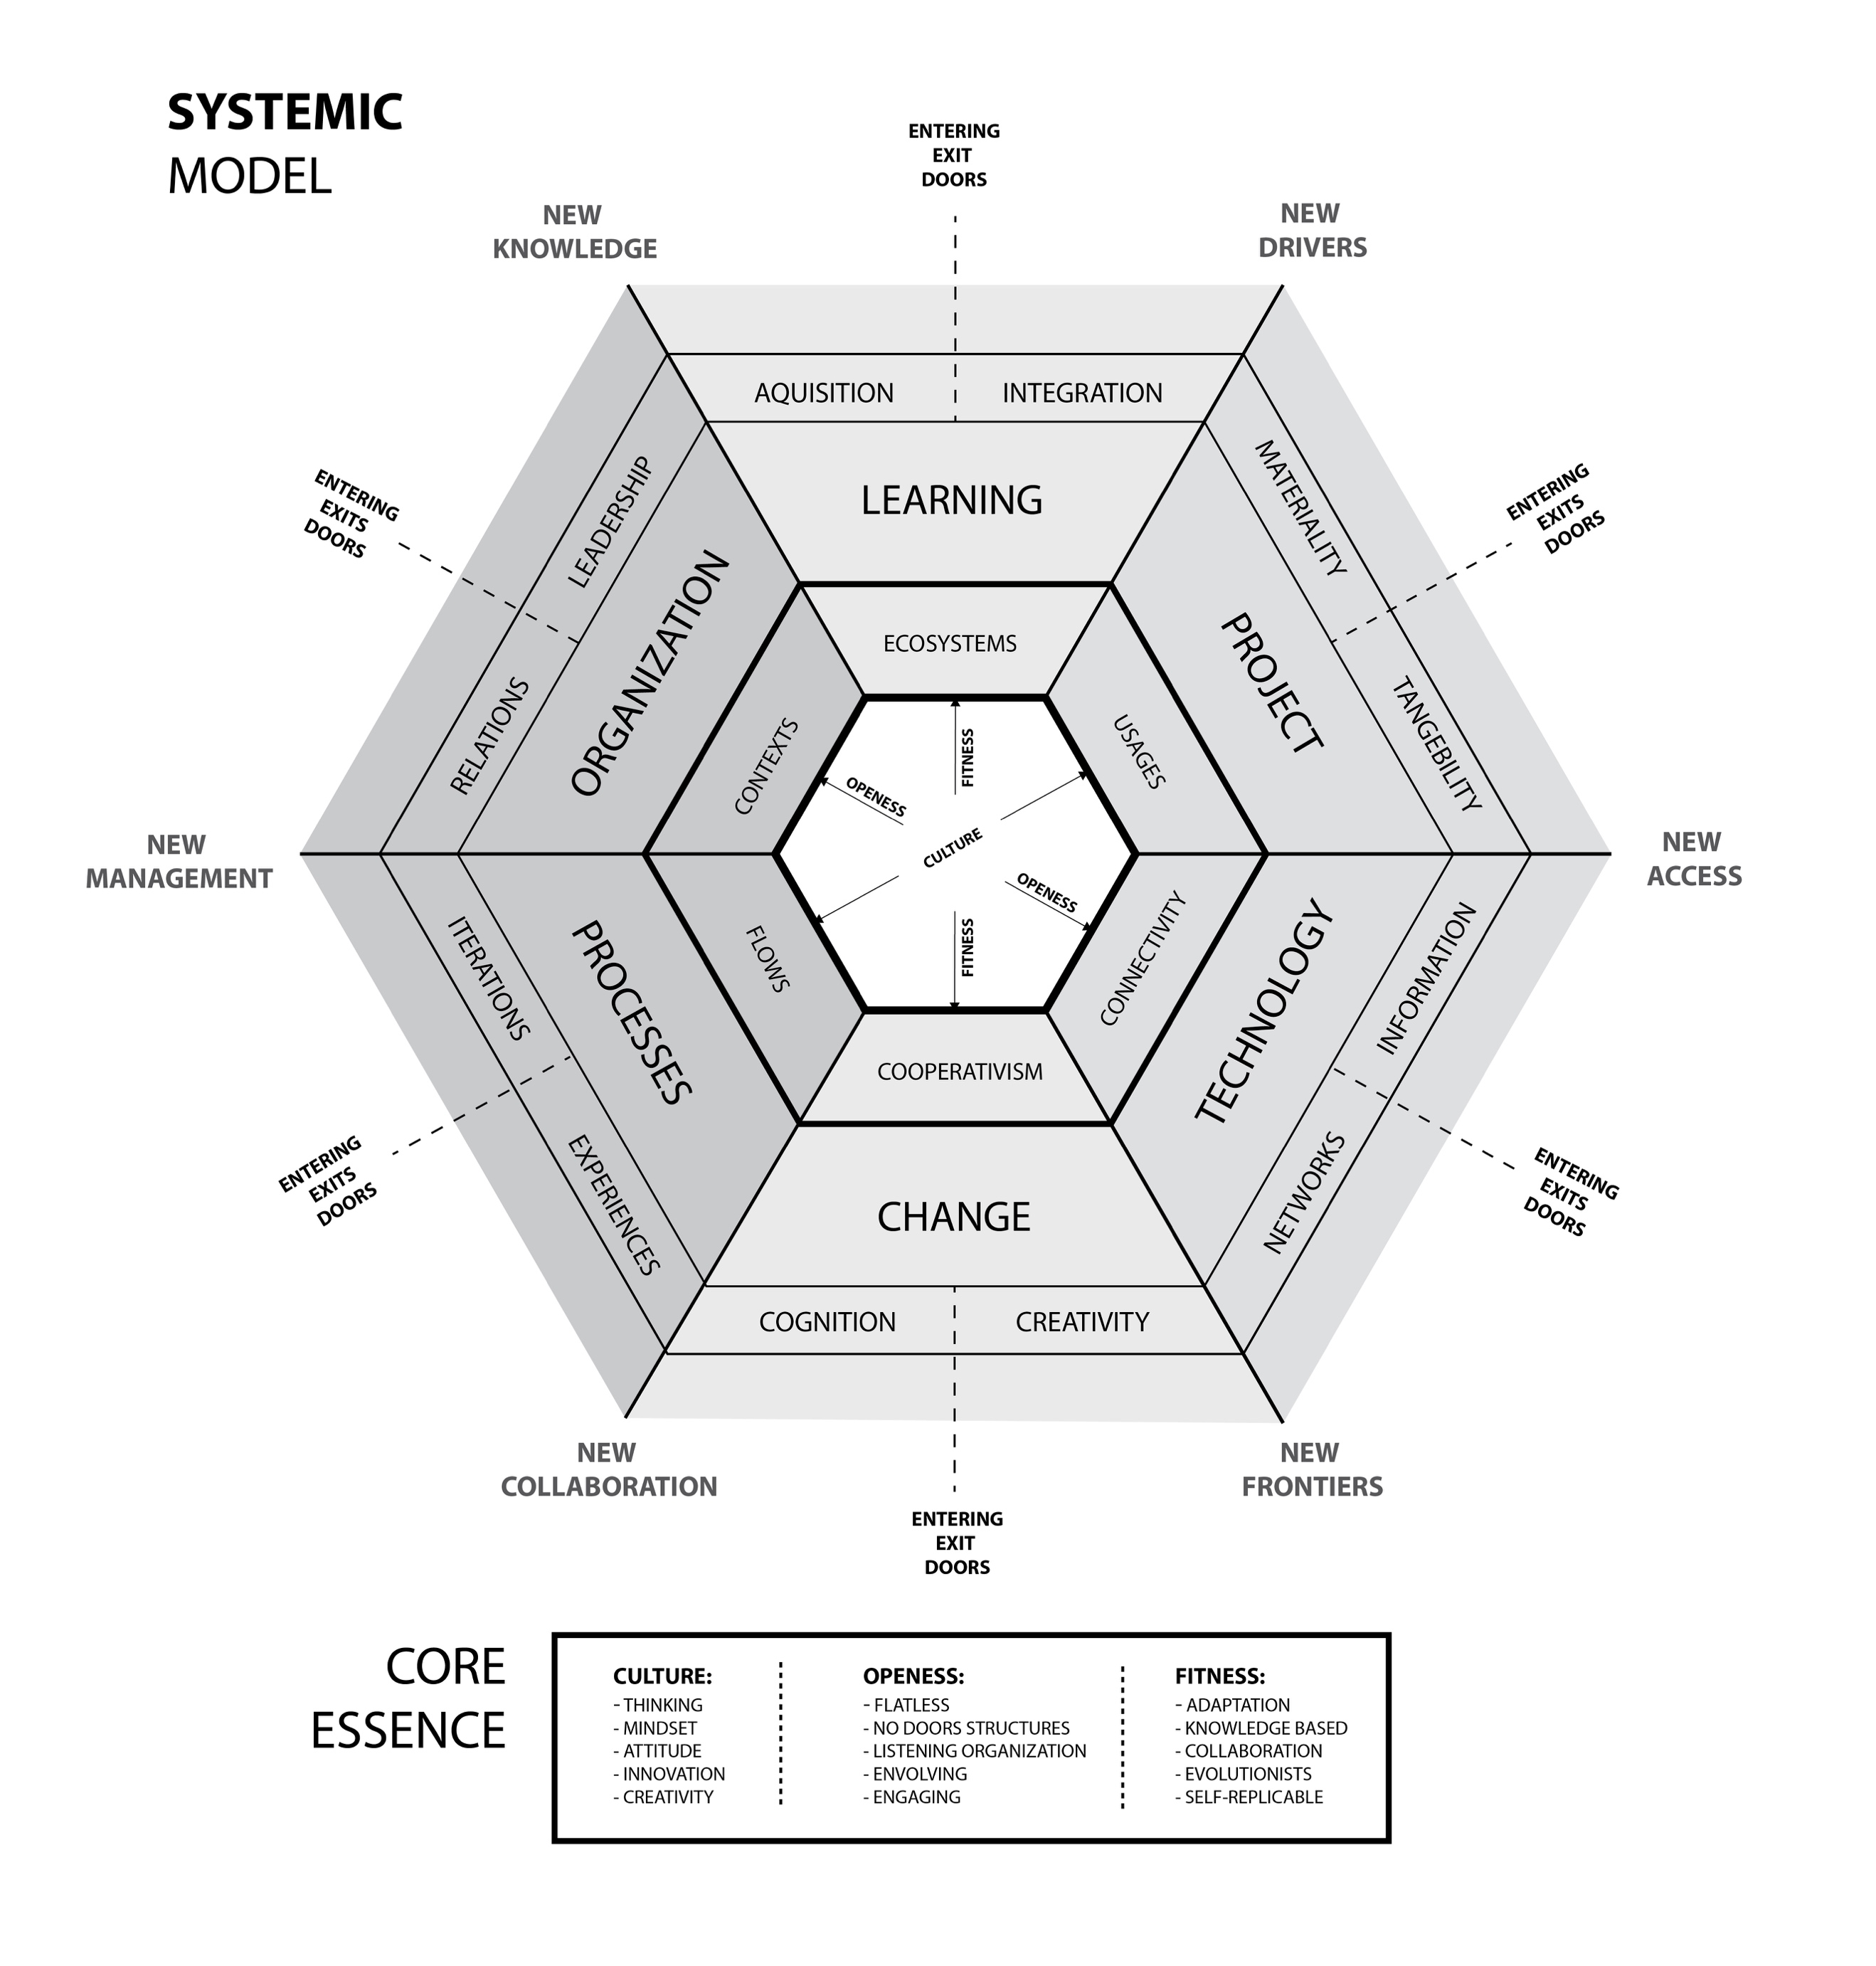 SYSTEMIC
MODEL
ENTERING
EXIT
DOORS
NEW
KNOWLEDGE
NEW
DRIVERS
AQUISITION
INTEGRATION
LEARNING
ECOSYSTEMS
ENTERING
EXITS
DOORS
LEADERSHIP
RELATIONS
ORGANIZATION
CONTEXTS
MATERIALITY
TANGEBILITY
PROJECT
USAGES
ENTERING
EXITS
DOORS
FITNESS
OPENESS
CULTURE
OPENESS
FITNESS
NEW
MANAGEMENT
NEW
ACCESS
ITERATIONS
EXPERIENCES
PROCESSES
FLOWS
CONNECTIVITY
TECHNOLOGY
INFORMATION
NETWORKS
ENTERING
EXITS
DOORS
ENTERING
EXITS
DOORS
COOPERATIVISM
CHANGE
COGNITION
CREATIVITY
NEW
COLLABORATION
NEW
FRONTIERS
ENTERING
EXIT
DOORS
CORE
ESSENCE
CULTURE:
- THINKING
- MINDSET
- ATTITUDE
- INNOVATION
- CREATIVITY
OPENESS:
- FLATLESS
- NO DOORS STRUCTURES
- LISTENING ORGANIZATION
- ENVOLVING
- ENGAGING
FITNESS:
- ADAPTATION
- KNOWLEDGE BASED
- COLLABORATION
- EVOLUTIONISTS
- SELF-REPLICABLE